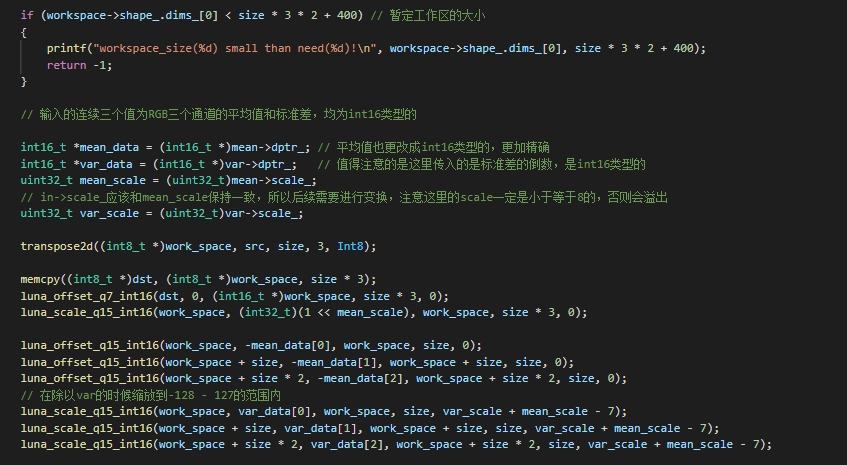 if (workspace->shape_.dims_[0] < size * 3 * 2 + 400) // 暂定工作区的大小
{
printf("workspace_size(%d) small than need(%d)!\n", workspace->shape_.dims_[0], size * 3 * 2 + 400);
return -1;
}
// 输入的连续三个值为RGB三个通道的平均值和标准差，均为int16类型的
int16_t *mean_data = (int16_t *)mean->dptr_; // 平均值也更改成int16类型的，更加精确
int16_t *var_data = (int16_t *)var->dptr_; // 值得注意的是这里传入的是标准差的倒数，是int16类型的
uint32_t mean_scale = (uint32_t)mean->scale_;
// in->scale_应该和mean_scale保持一致，所以后续需要进行变换，注意这里的scale一定是小于等于8的，否则会溢出
uint32_t var_scale = (uint32_t)var->scale_;
transpose2d((int8_t *)work_space, src, size, 3, Int8);
memcpy((int8_t *)dst, (int8_t *)work_space, size * 3);
luna_offset_q7_int16(dst, 0, (int16_t *)work_space, size * 3, 0);
luna_scale_q15_int16(work_space, (int32_t)(1 << mean_scale), work_space, size * 3, 0);
luna_offset_q15_int16(work_space, -mean_data[0], work_space, size, 0);
luna_offset_q15_int16(work_space + size, -mean_data[1], work_space + size, size, 0);
luna_offset_q15_int16(work_space + size * 2, -mean_data[2], work_space + size * 2, size, 0);
// 在除以var的时候缩放到-128 - 127的范围内
luna_scale_q15_int16(work_space, var_data[0], work_space, size, var_scale + mean_scale - 7);
luna_scale_q15_int16(work_space + size, var_data[1], work_space + size, size, var_scale + mean_scale - 7);
luna_scale_q15_int16(work_space + size * 2, var_data[2], work_space + size * 2, size, var_scale + mean_scale - 7);